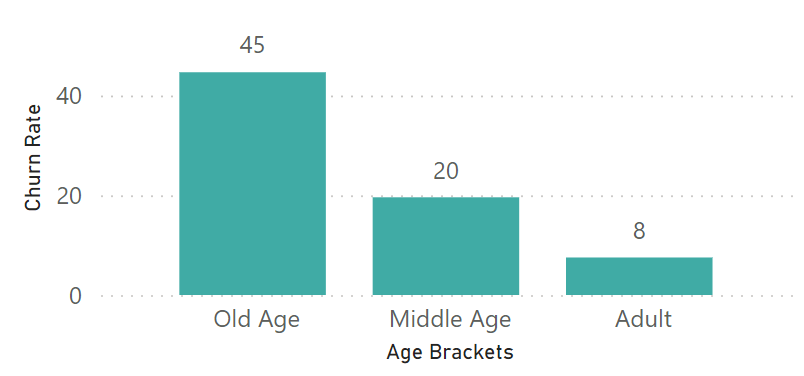 45
40
20
20
8
0
Churn Rate
Old Age
Middle Age
Adult
Age Brackets